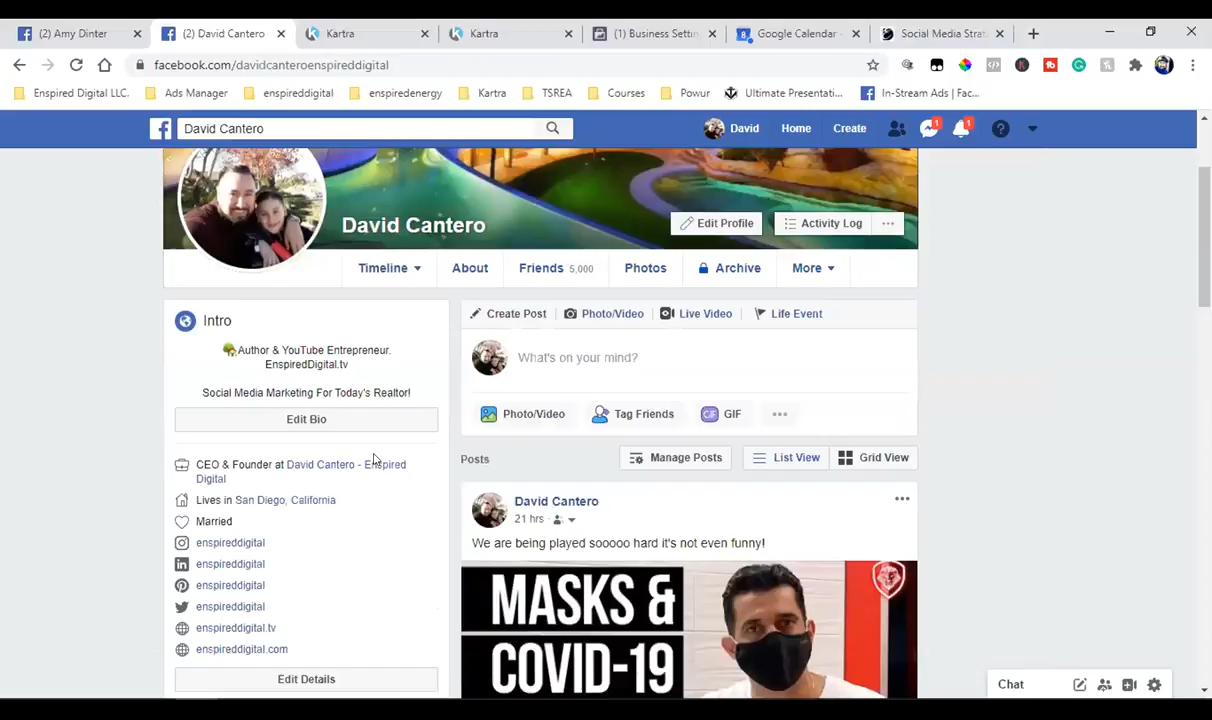 (2) Amy Dinter
(2) David Cantero
Kartra
Kartra
(1) Business Settin
Google Calendar -
Social Media Strat
facebook.com/davidcanteroenspireddigital
Enspired Digital LLC.
Ads Manager
enspireddigital
enspiredenergy
Kartra
TSREA
Courses
Powur
Ultimate Presentati...
In-Stream Ads | Fac...
David Cantero
David
Home
Create
1
1
David Cantero
Edit Profile
Activity Log
Timeline
About
Friends 5,000
Photos
Archive
More
Intro
Author & YouTube Entrepreneur.
EnspiredDigital.tv
Social Media Marketing For Today's Realtor!
Edit Bio
CEO & Founder at David Cantero - Enspired
Digital
Lives in San Diego, California
Married
enspireddigital
enspireddigital
enspireddigital
enspireddigital
enspireddigital.tv
enspireddigital.com
Edit Details
Create Post
Photo/Video
Live Video
Life Event
What's on your mind?
Photo/Video
Tag Friends
GIF
Posts
Manage Posts
List View
Grid View
David Cantero
21 hrs
We are being played sooooo hard it's not even funny!
MASKS &
COVID-19
Chat